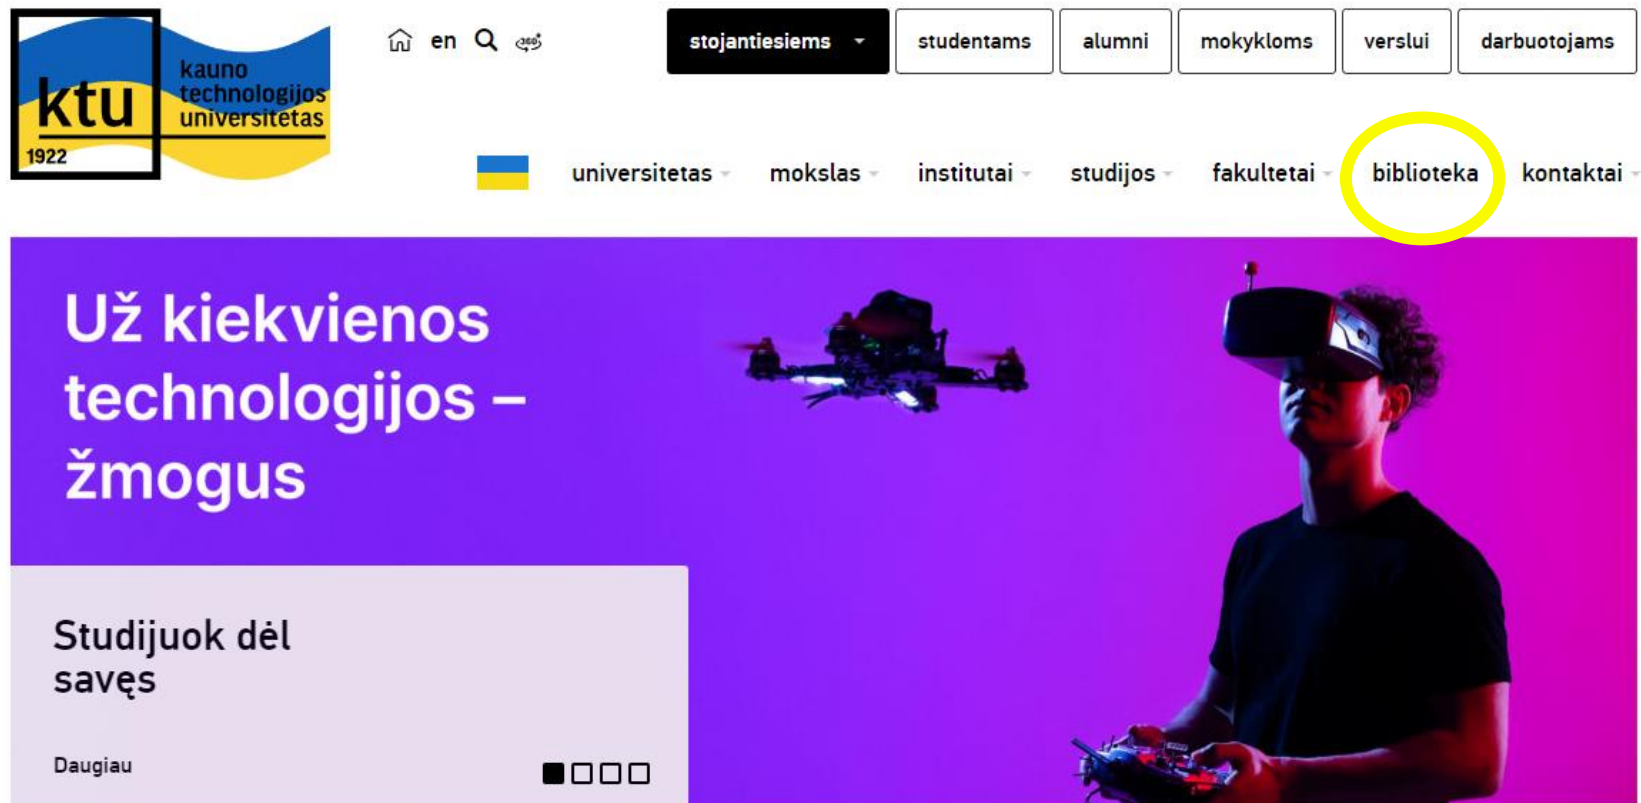 ktu
1922
kauno
technologijos
universitetas
en
360°
stojantiesiems
studentams
alumni
mokykloms
verslui
darbuotojams
universitetas
mokslas
institutai
studijos
fakultetai
biblioteka
kontaktai
Už kiekvienos
technologijos –
žmogus
Studijuok dėl
savęs
Daugiau